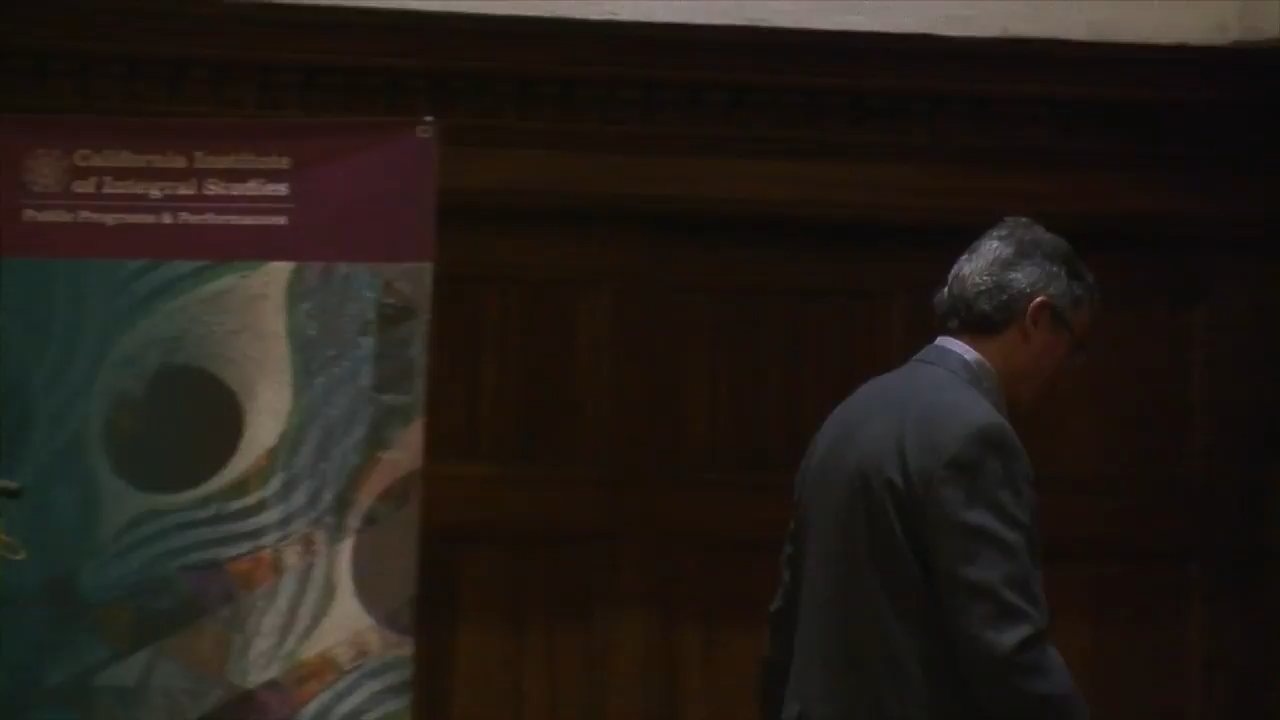 California Institute
of Integral Studies
Public Programs & Performances